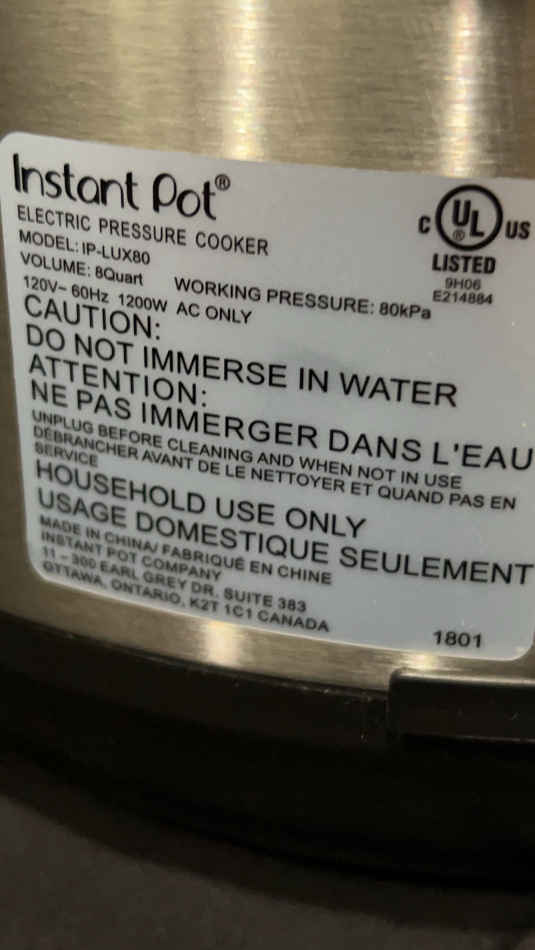 Instant Pot®
ELECTRIC PRESSURE COOKER
MODEL: IP-LUX80
VOLUME: 8Quart WORKING PRESSURE: 80kPa
120V~ 60Hz 1200W AC ONLY
C UL® US
LISTED
9H06
E214884
CAUTION:
DO NOT IMMERSE IN WATER
ATTENTION:
NE PAS IMMERGER DANS L'EAU
UNPLUG BEFORE CLEANING AND WHEN NOT IN USE
DÉBRANCHER AVANT DE LE NETTOYER ET QUAND PAS EN
SERVICE
HOUSEHOLD USE ONLY
USAGE DOMESTIQUE SEULEMENT
MADE IN CHINA/ FABRIQUÉ EN CHINE
INSTANT POT COMPANY
11 – 300 EARL GREY DR. SUITE 383
OTTAWA, ONTARIO, K2T 1C1 CANADA
1801